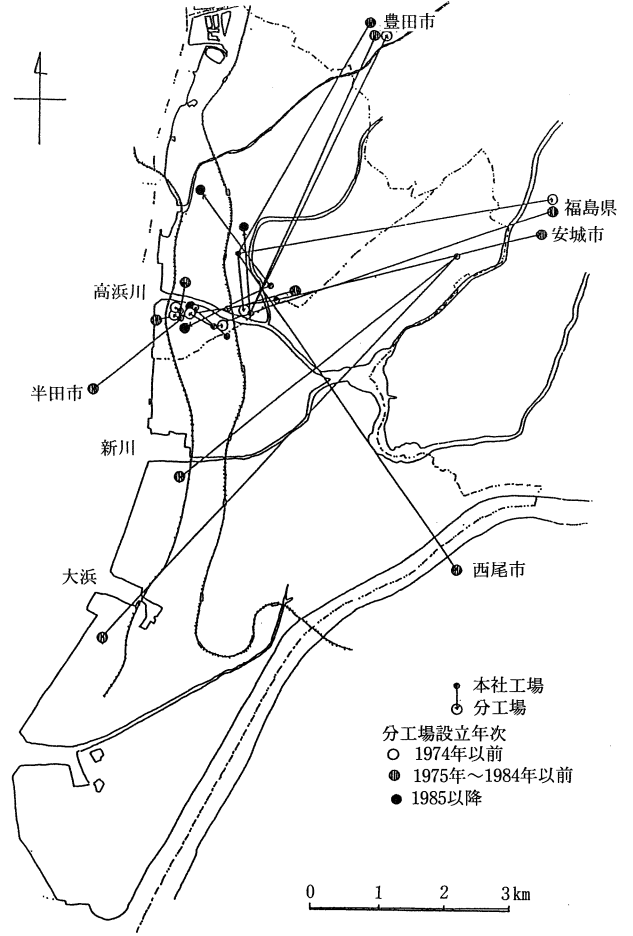 豊田市
福島県
安城市
高浜川
半田市
新川
大浜
西尾市
本社工場
分工場
分工場設立年次
1974年以前
1975年～1984年以前
1985以降
0 1 2 3km